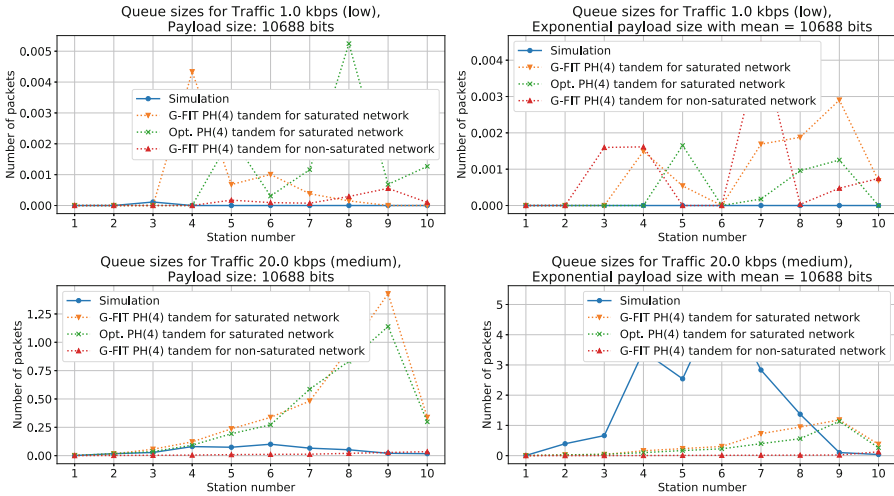 Queue sizes for Traffic 1.0 kbps (low),
Payload size: 10688 bits
Number of packets
0.005
0.004
0.003
0.002
0.001
0.000
Simulation
G-FIT PH(4) tandem for saturated network
Opt. PH(4) tandem for saturated network
G-FIT PH(4) tandem for non-saturated network
1 2 3 4 5 6 7 8 9 10
Station number
Queue sizes for Traffic 1.0 kbps (low),
Exponential payload size with mean = 10688 bits
Number of packets
0.004
0.003
0.002
0.001
0.000
Simulation
G-FIT PH(4) tandem for saturated network
Opt. PH(4) tandem for saturated network
G-FIT PH(4) tandem for non-saturated network
1 2 3 4 5 6 7 8 9 10
Station number
Queue sizes for Traffic 20.0 kbps (medium),
Payload size: 10688 bits
Number of packets
1.25
1.00
0.75
0.50
0.25
0.00
Simulation
G-FIT PH(4) tandem for saturated network
Opt. PH(4) tandem for saturated network
G-FIT PH(4) tandem for non-saturated network
1 2 3 4 5 6 7 8 9 10
Station number
Queue sizes for Traffic 20.0 kbps (medium),
Exponential payload size with mean = 10688 bits
Number of packets
5
4
3
2
1
0
Simulation
G-FIT PH(4) tandem for saturated network
Opt. PH(4) tandem for saturated network
G-FIT PH(4) tandem for non-saturated network
1 2 3 4 5 6 7 8 9 10
Station number